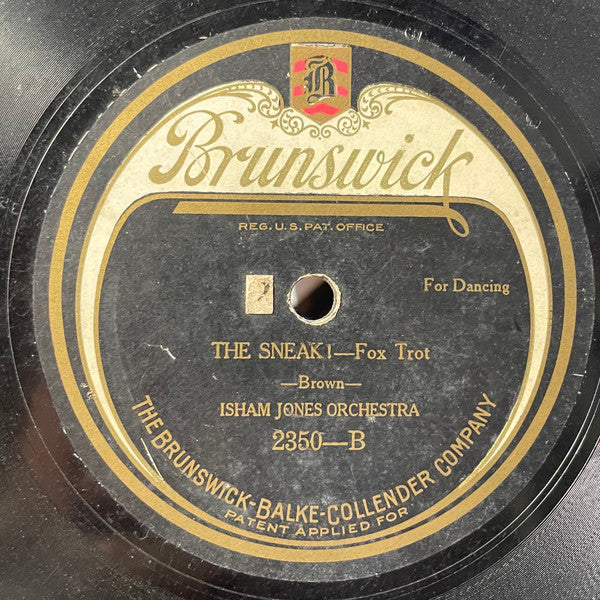 B
Brunswick
REG. U.S. PAT. OFFICE
For Dancing
THE SNEAK!—Fox Trot
—Brown—
ISHAM JONES ORCHESTRA
2350—B
THE BRUNSWICK-BALKE-COLLENDER COMPANY
PATENT APPLIED FOR